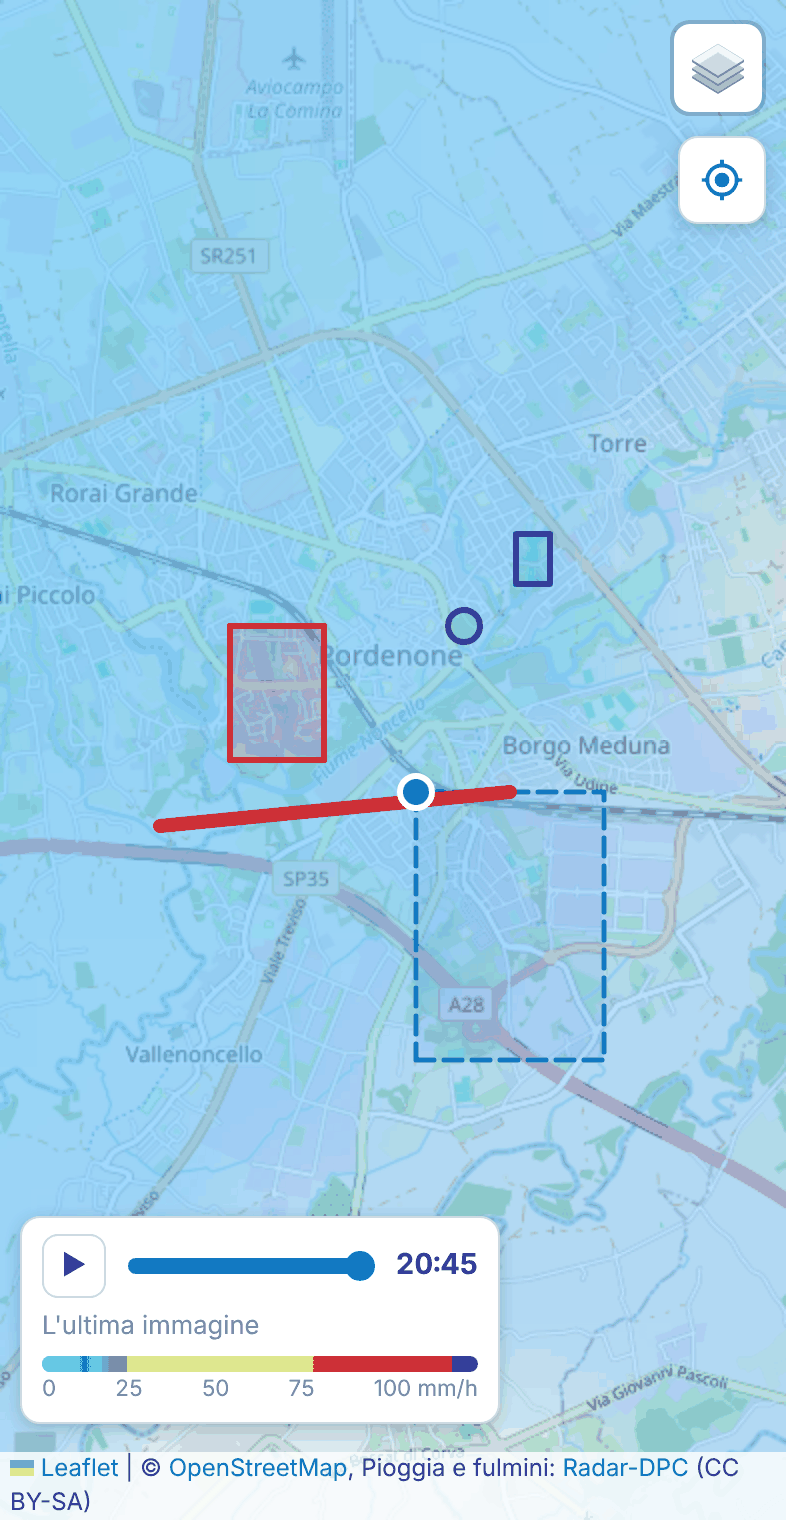 Aviocampo
La Comina
Via Maestra
SR251
Torre
Rorai Grande
Piccolo
Pordenone
Fiume Noncello
Borgo Meduna
Via Udine
SP35
Viale Treviso
A28
Vallenoncello
20:45
L'ultima immagine
0 25 50 75 100 mm/h
Via Giovanni Pascoli
Leaflet | © OpenStreetMap, Pioggia e fulmini: Radar-DPC (CC
BY-SA)